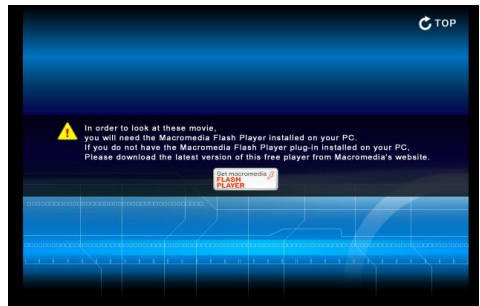 TOP
In order to look at these movie,
you will need the Macromedia Flash Player installed on your PC.
If you do not have the Macromedia Flash Player plug-in installed on your PC,
Please download the latest version of this free player from Macromedia's website.
Get macromedia
FLASH
PLAYER